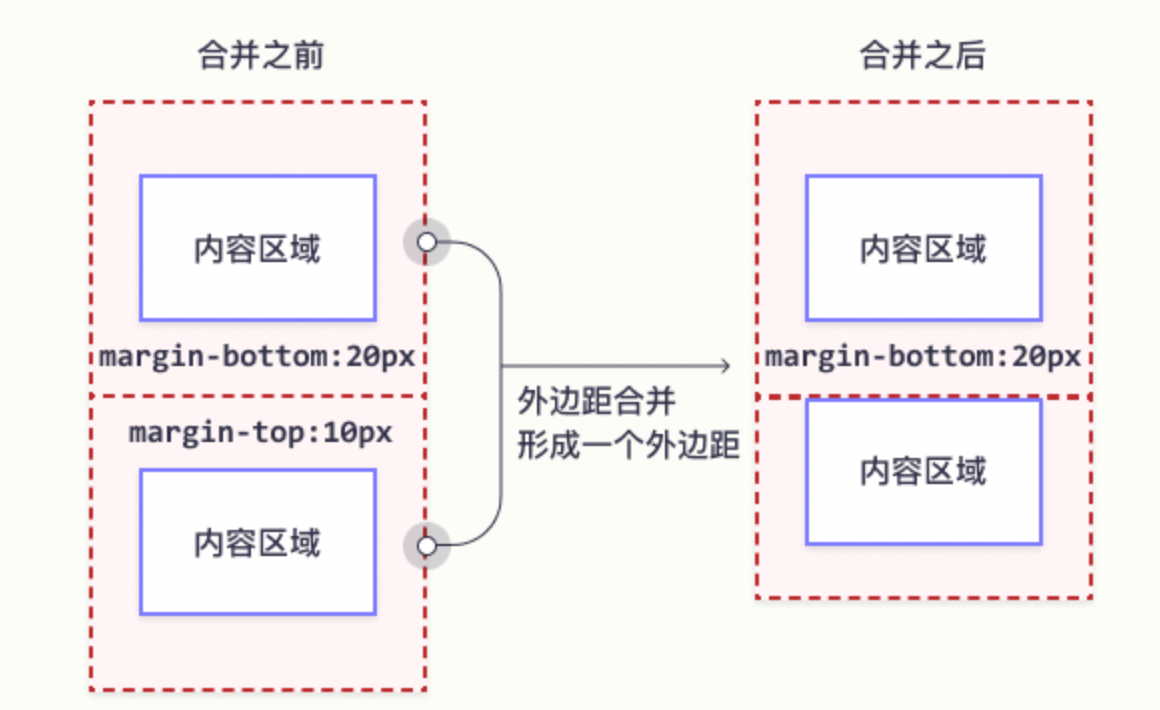 合并之前
内容区域
margin-bottom:20px
margin-top:10px
内容区域
外边距合并
形成一个外边距
合并之后
内容区域
margin-bottom:20px
内容区域